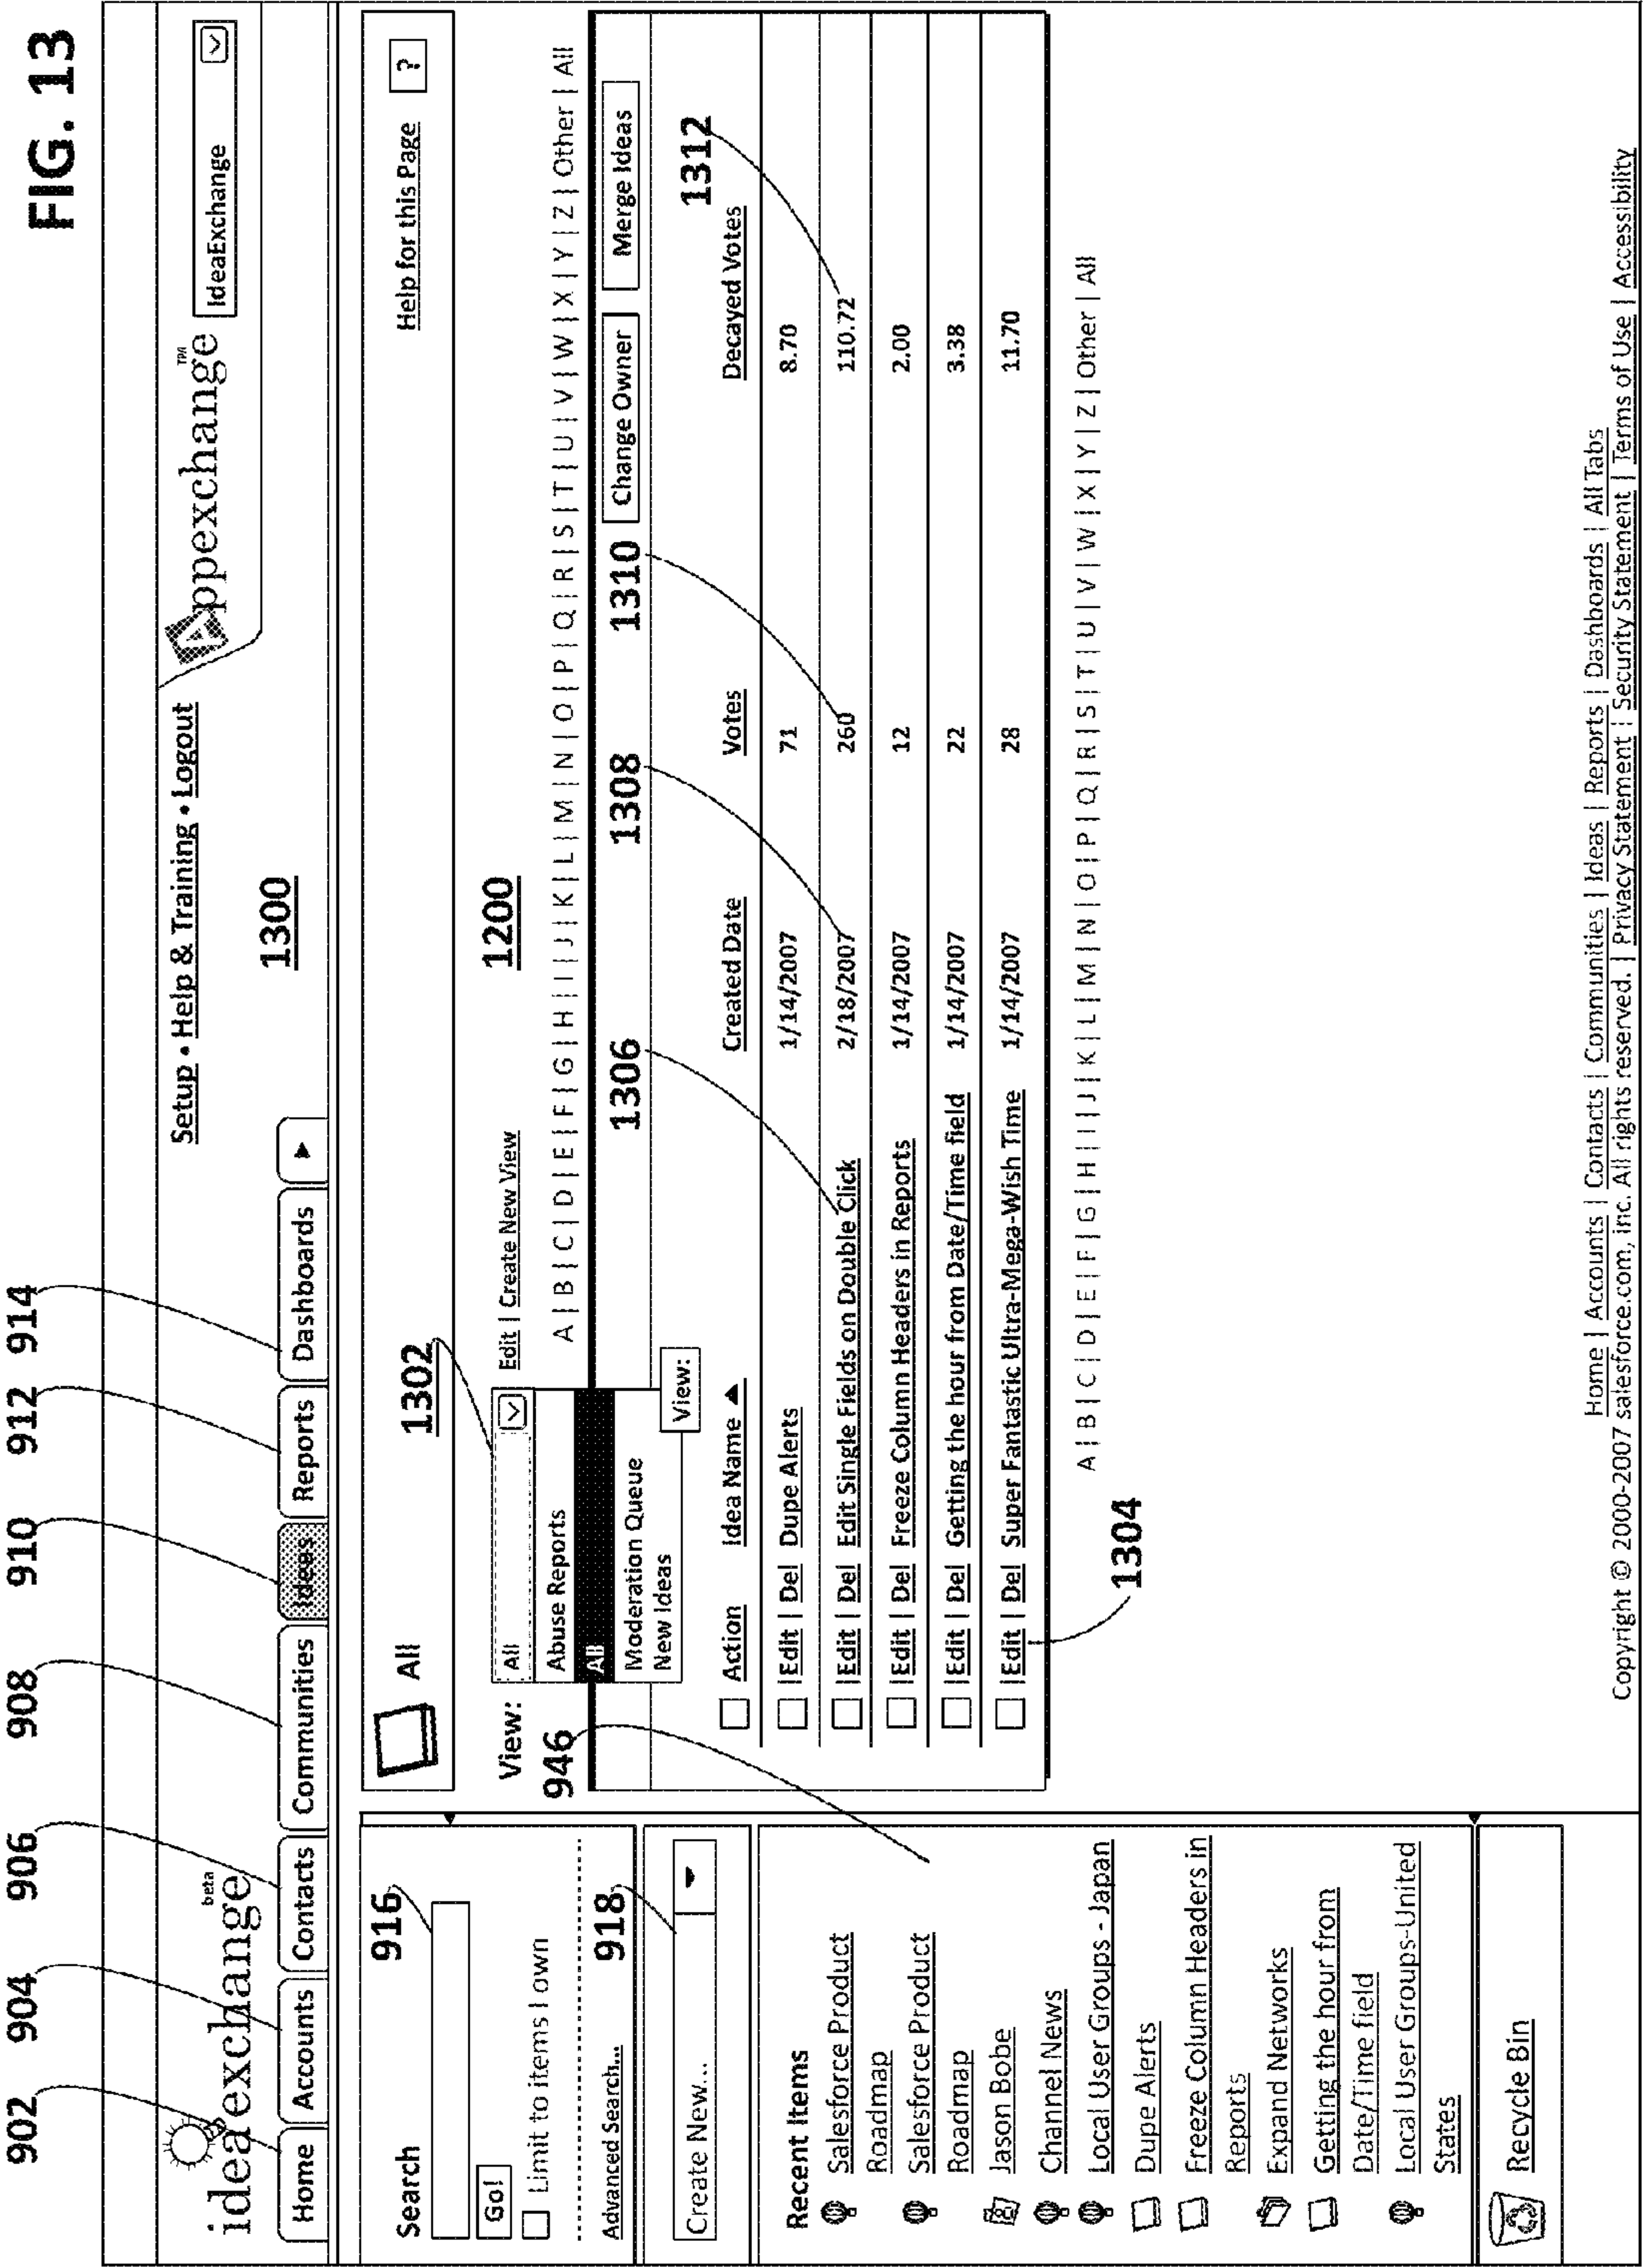 FIG. 13
902 904 906 908 910 912 914
ideaexchange beta
Setup • Help & Training • Logout
Appexchange™
IdeaExchange
Home Accounts Contacts Communities Ideas Reports Dashboards
1300
Search
916
Go!
Limit to items I own
Advanced Search...
918
Create New...
Recent Items
Salesforce Product
Roadmap
Salesforce Product
Roadmap
Jason Bobe
Channel News
Local User Groups - Japan
Dupe Alerts
Freeze Column Headers in
Reports
Expand Networks
Getting the hour from
Date/Time field
Local User Groups-United
States
Recycle Bin
All
1302
Help for this Page ?
View:
946
All
Abuse Reports
All
Moderation Queue
New Ideas
View:
Edit | Create New View
1200
A | B | C | D | E | F | G | H | I | J | K | L | M | N | O | P | Q | R | S | T | U | V | W | X | Y | Z | Other | All
1306 1308 1310
Change Owner Merge Ideas
1312
Action Idea Name Created Date Votes Decayed Votes
|Edit | Del Dupe Alerts 1/14/2007 71 8.70
|Edit | Del Edit Single Fields on Double Click 2/18/2007 260 110.72
|Edit | Del Freeze Column Headers in Reports 1/14/2007 12 2.00
|Edit | Del Getting the hour from Date/Time field 1/14/2007 22 3.38
|Edit | Del Super Fantastic Ultra-Mega-Wish Time 1/14/2007 28 11.70
A | B | C | D | E | F | G | H | I | J | K | L | M | N | O | P | Q | R | S | T | U | V | W | X | Y | Z | Other | All
1304
Home | Accounts | Contacts | Communities | Ideas | Reports | Dashboards | All Tabs
Copyright © 2000-2007 salesforce.com, inc. All rights reserved. | Privacy Statement | Security Statement | Terms of Use | Accessibility